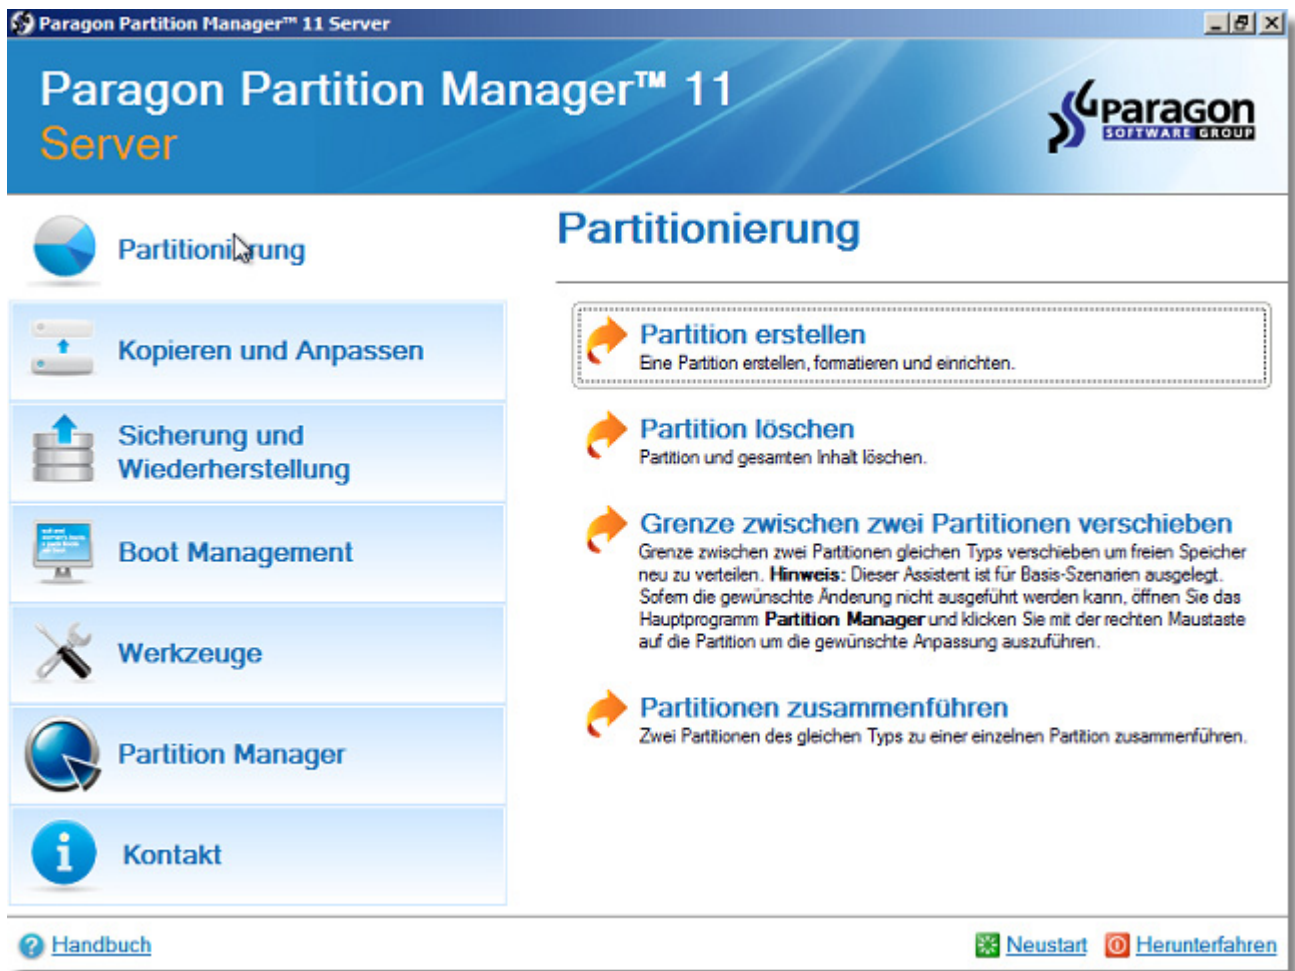 Paragon Partition Manager™ 11 Server
Paragon Partition Manager™ 11
Server
paragon
SOFTWARE GROUP
Partitionierung
Kopieren und Anpassen
Sicherung und
Wiederherstellung
Boot Management
Werkzeuge
Partition Manager
Kontakt
Partitionierung
Partition erstellen
Eine Partition erstellen, formatieren und einrichten.
Partition löschen
Partition und gesamten Inhalt löschen.
Grenze zwischen zwei Partitionen verschieben
Grenze zwischen zwei Partitionen gleichen Typs verschieben um freien Speicher
neu zu verteilen. Hinweis: Dieser Assistent ist für Basis-Szenarien ausgelegt.
Sofern die gewünschte Änderung nicht ausgeführt werden kann, öffnen Sie das
Hauptprogramm Partition Manager und klicken Sie mit der rechten Maustaste
auf die Partition um die gewünschte Anpassung auszuführen.
Partitionen zusammenführen
Zwei Partitionen des gleichen Typs zu einer einzelnen Partition zusammenführen.
Handbuch
Neustart
Herunterfahren